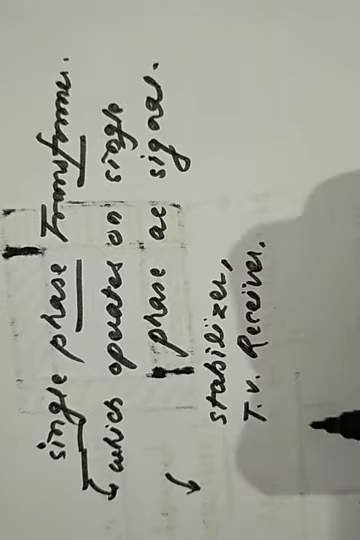 single phase Transformer.
↳ which operates on single
phase ac signal.
↳ stabilizer,
T.V. Receiver.